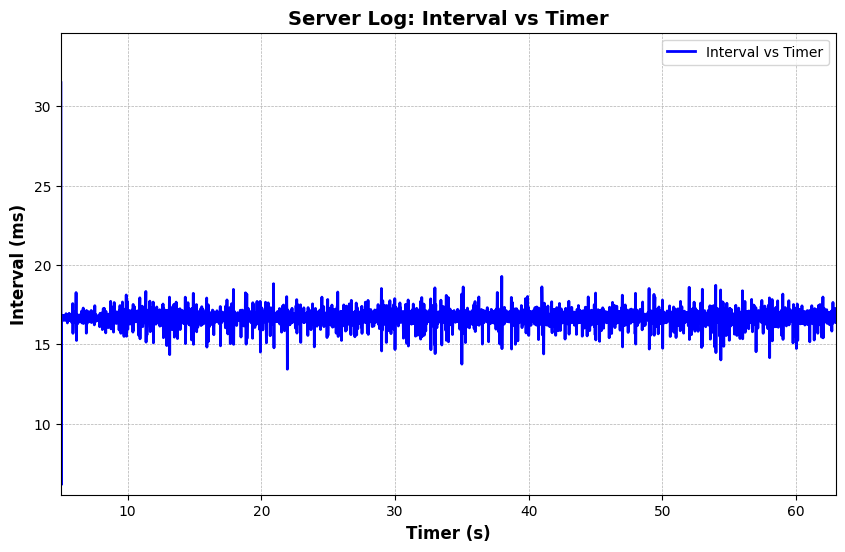 Server Log: Interval vs Timer
Interval vs Timer
Interval (ms)
30
25
20
15
10
10 20 30 40 50 60
Timer (s)